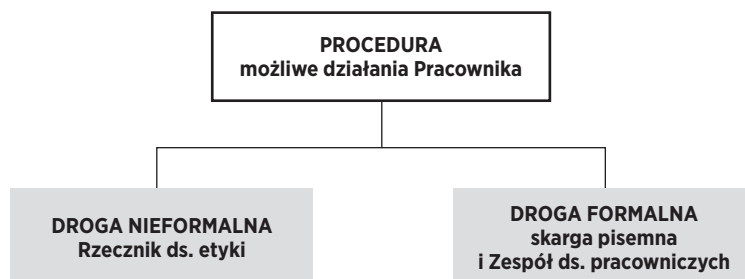 PROCEDURA
możliwe działania Pracownika
DROGA NIEFORMALNA
Rzecznik ds. etyki
DROGA FORMALNA
skarga pisemna
i Zespół ds. pracowniczych